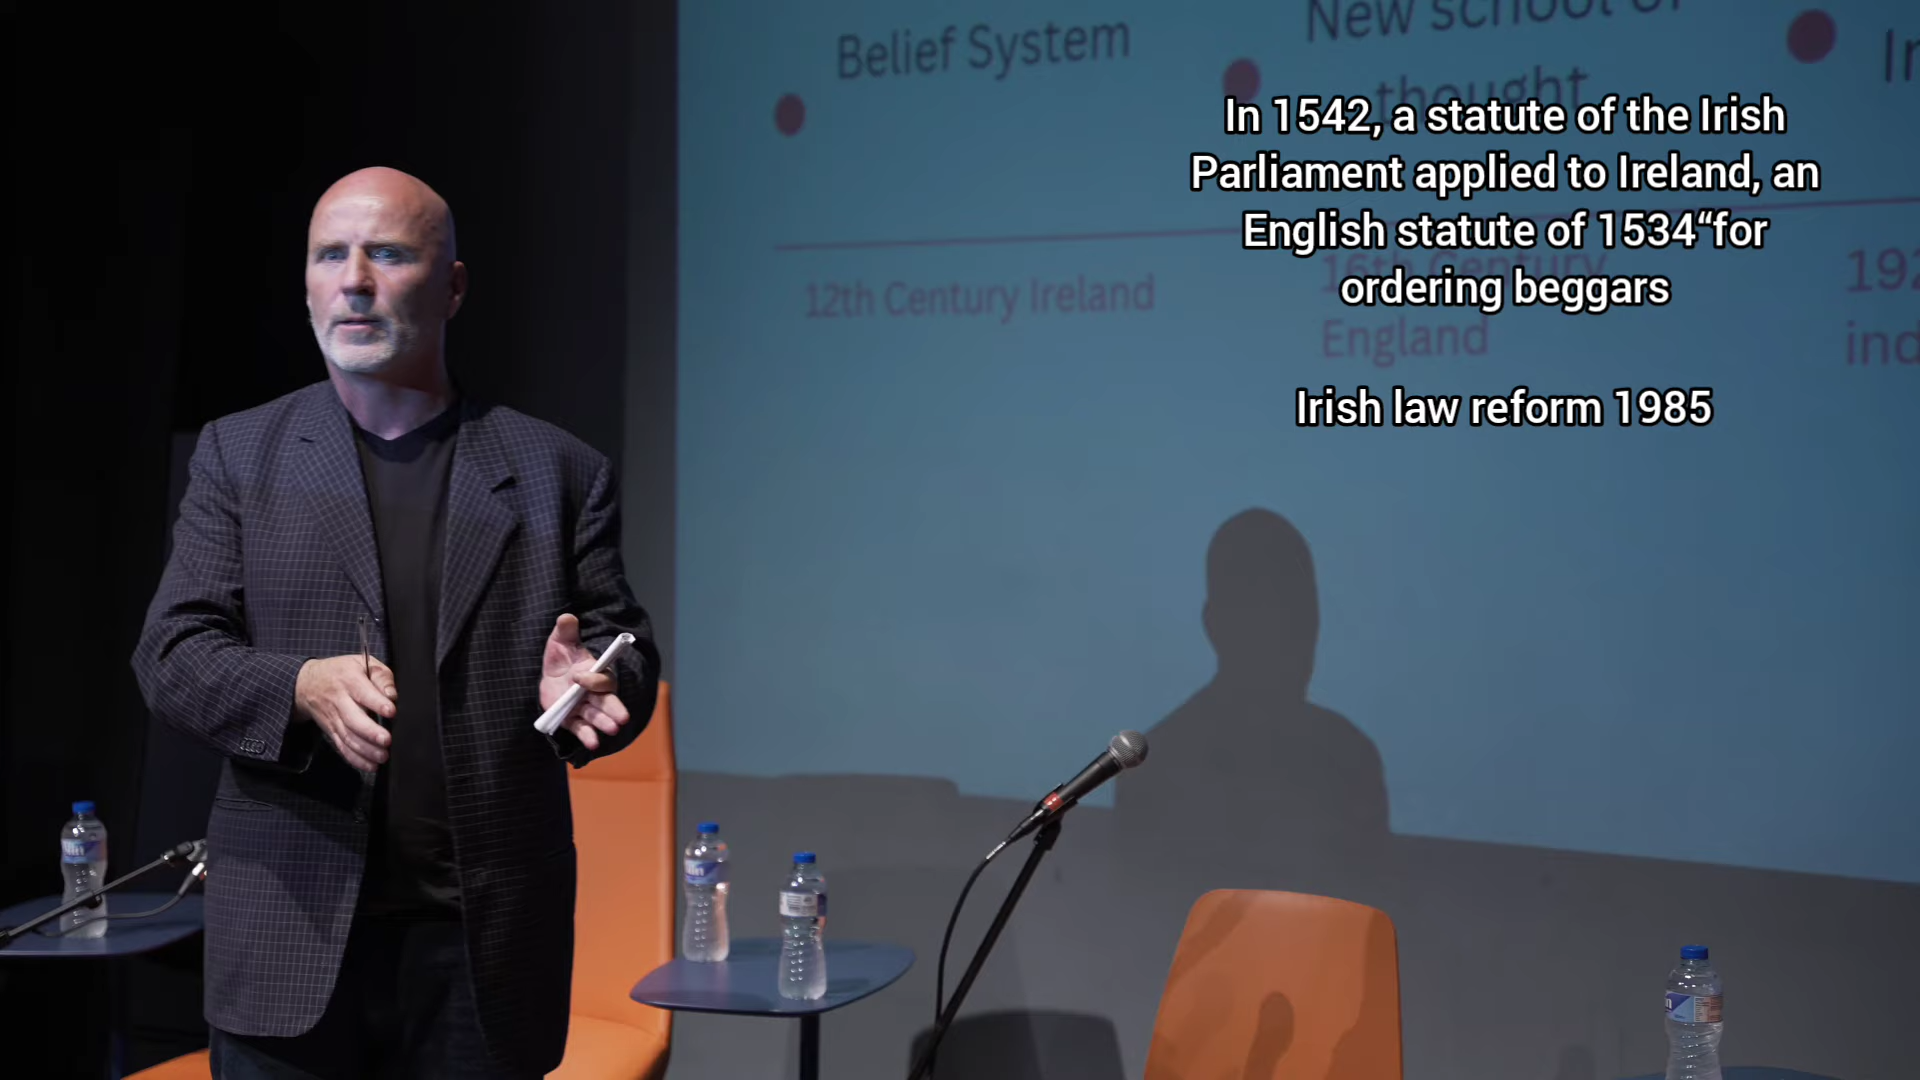 Belief System
New school of
thought
In 1542, a statute of the Irish
Parliament applied to Ireland, an
English statute of 1534“for
ordering beggars
Irish law reform 1985
12th Century Ireland
16th Century
England